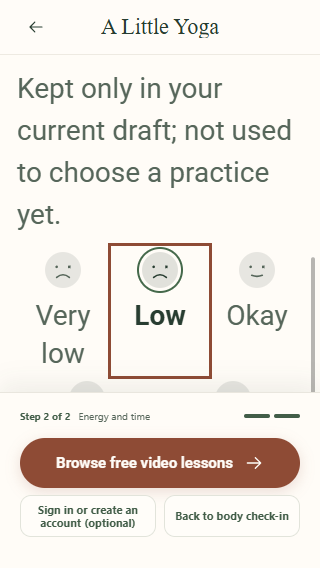 A Little Yoga
Kept only in your
current draft; not used
to choose a practice
yet.
Very
low
Low
Okay
Step 2 of 2 Energy and time
Browse free video lessons
Sign in or create an
account (optional)
Back to body check-in